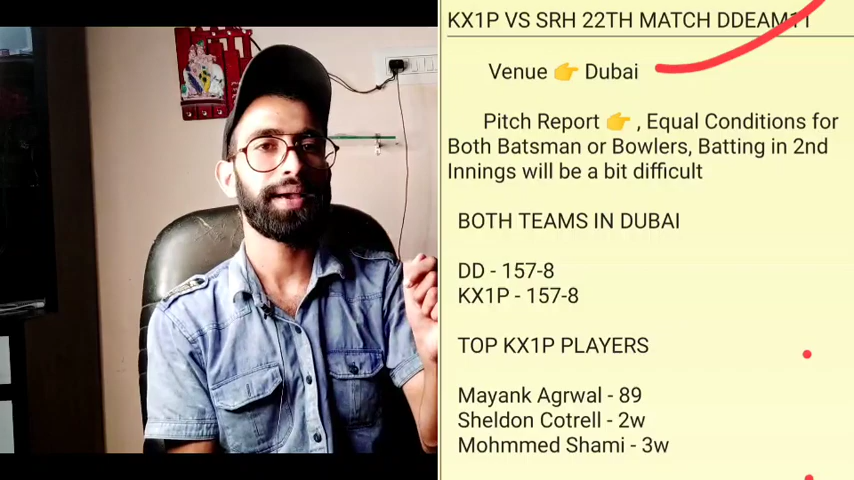 KX1P VS SRH 22TH MATCH DDEAM11
Venue 👉 Dubai
Pitch Report 👉 , Equal Conditions for
Both Batsman or Bowlers, Batting in 2nd
Innings will be a bit difficult
BOTH TEAMS IN DUBAI
DD - 157-8
KX1P - 157-8
TOP KX1P PLAYERS
Mayank Agrwal - 89
Sheldon Cotrell - 2w
Mohmmed Shami - 3w